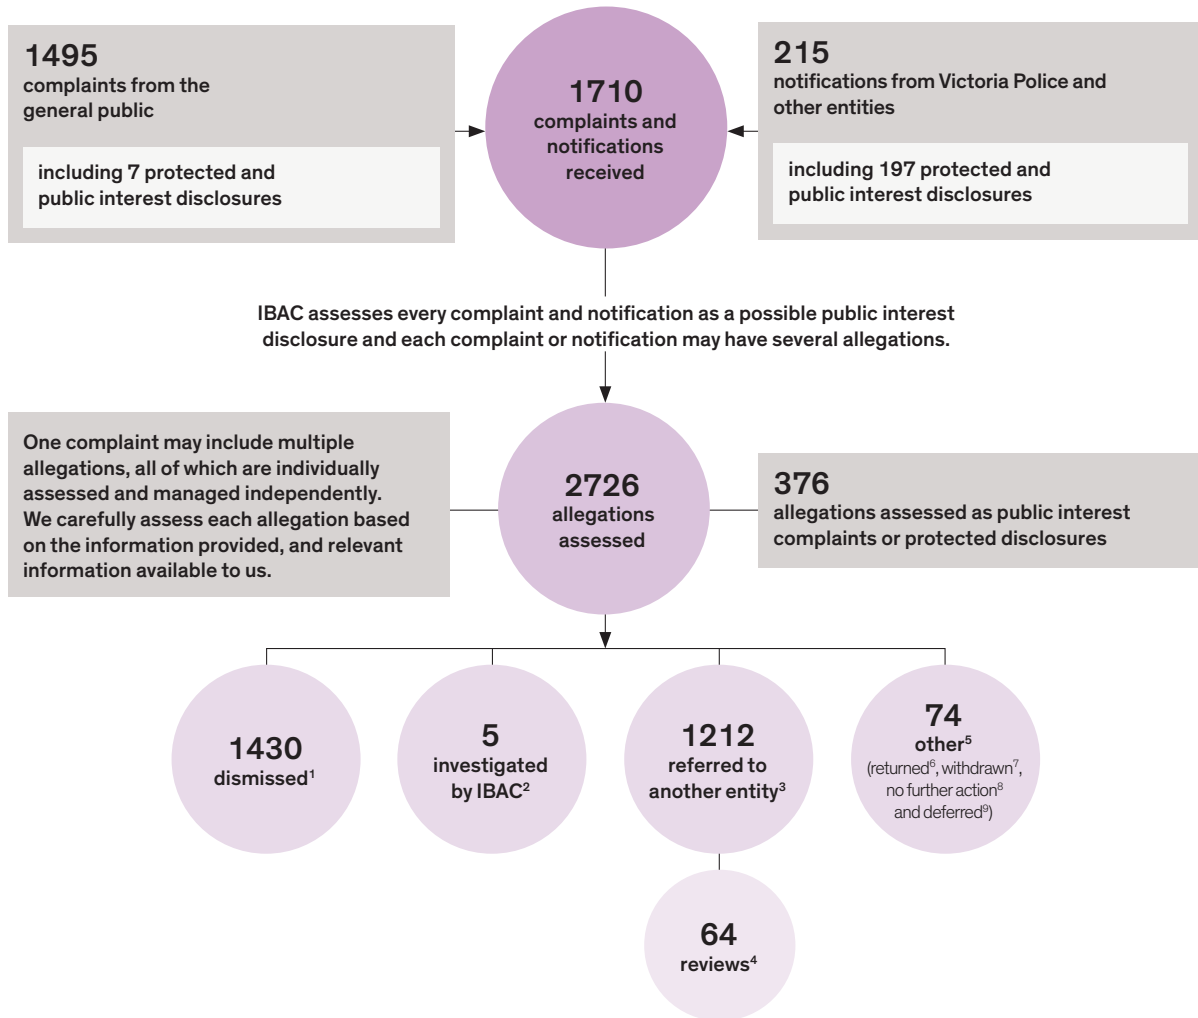 1495
complaints from the
general public
including 7 protected and
public interest disclosures
1710
complaints and
notifications
received
215
notifications from Victoria Police and
other entities
including 197 protected and
public interest disclosures
IBAC assesses every complaint and notification as a possible public interest
disclosure and each complaint or notification may have several allegations.
One complaint may include multiple
allegations, all of which are individually
assessed and managed independently.
We carefully assess each allegation based
on the information provided, and relevant
information available to us.
2726
allegations
assessed
376
allegations assessed as public interest
complaints or protected disclosures
1430
dismissed¹
5
investigated
by IBAC²
1212
referred to
another entity³
74
other⁵
(returned⁶, withdrawn⁷,
no further action⁸
and deferred⁹)
64
reviews⁴